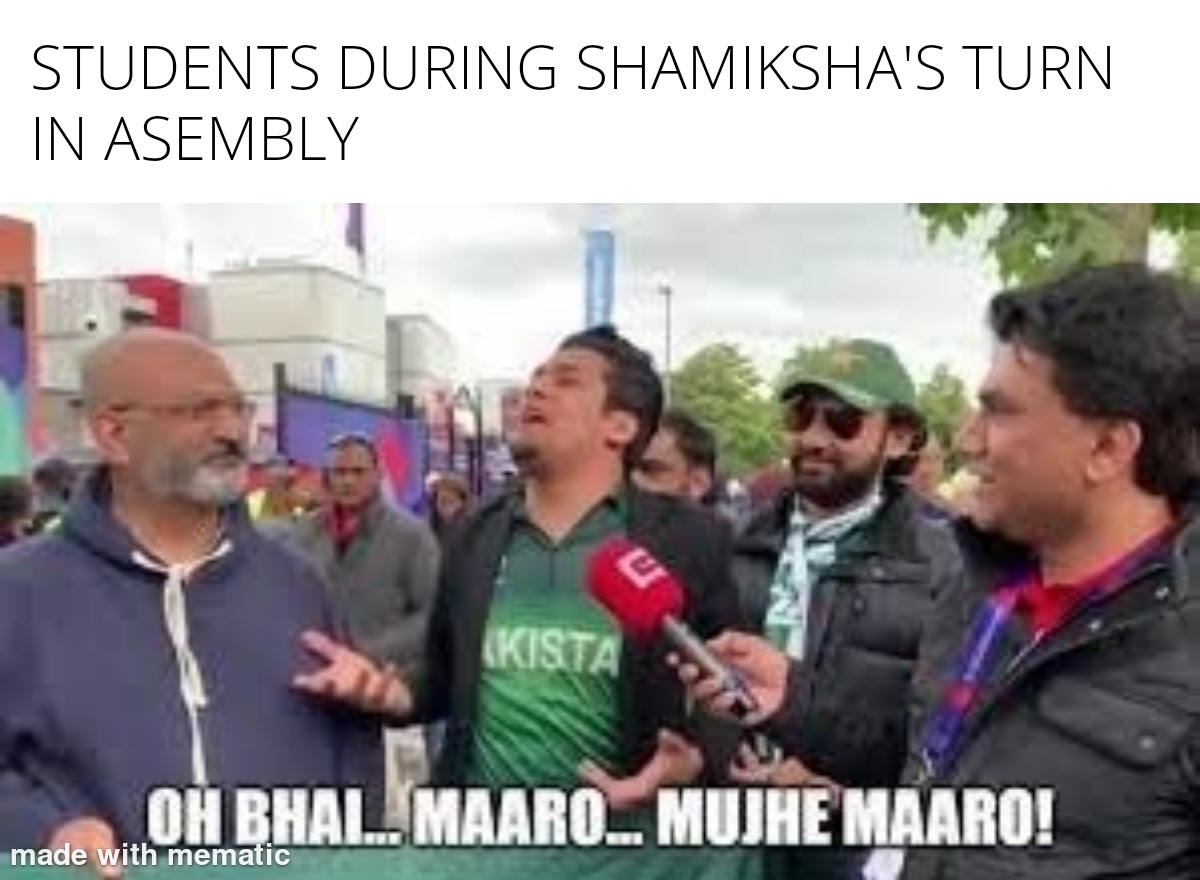 STUDENTS DURING SHAMIKSHA'S TURN
IN ASEMBLY
KISTA
OH BHAI... MAARO... MUJHE MAARO!
made with mematic